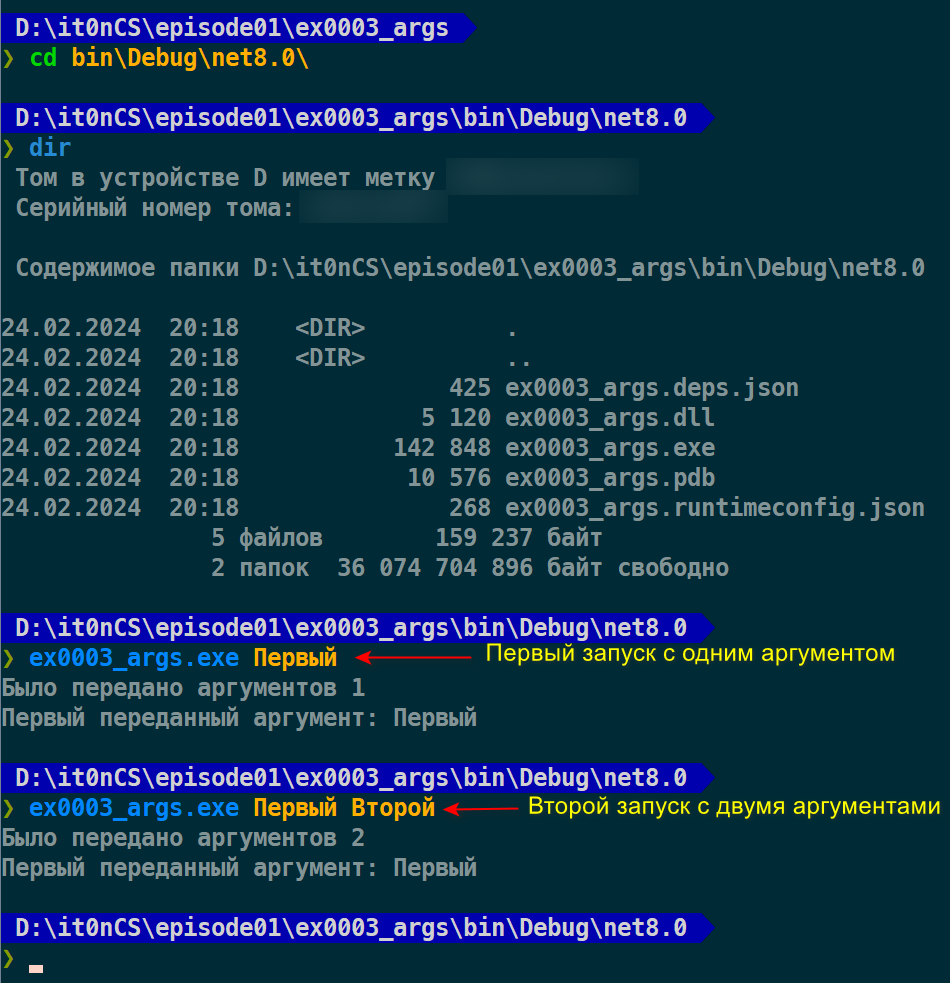 D:\it0nCS\episode01\ex0003_args
❯ cd bin\Debug\net8.0\
D:\it0nCS\episode01\ex0003_args\bin\Debug\net8.0
❯ dir
Том в устройстве D имеет метку
Серийный номер тома:
Содержимое папки D:\it0nCS\episode01\ex0003_args\bin\Debug\net8.0
24.02.2024  20:18    <DIR>          .
24.02.2024  20:18    <DIR>          ..
24.02.2024  20:18               425 ex0003_args.deps.json
24.02.2024  20:18             5 120 ex0003_args.dll
24.02.2024  20:18           142 848 ex0003_args.exe
24.02.2024  20:18            10 576 ex0003_args.pdb
24.02.2024  20:18               268 ex0003_args.runtimeconfig.json
5 файлов        159 237 байт
2 папок  36 074 704 896 байт свободно
D:\it0nCS\episode01\ex0003_args\bin\Debug\net8.0
❯ ex0003_args.exe Первый Первый запуск с одним аргументом
Было передано аргументов 1
Первый переданный аргумент: Первый
D:\it0nCS\episode01\ex0003_args\bin\Debug\net8.0
❯ ex0003_args.exe Первый Второй Второй запуск с двумя аргументами
Было передано аргументов 2
Первый переданный аргумент: Первый
D:\it0nCS\episode01\ex0003_args\bin\Debug\net8.0
❯